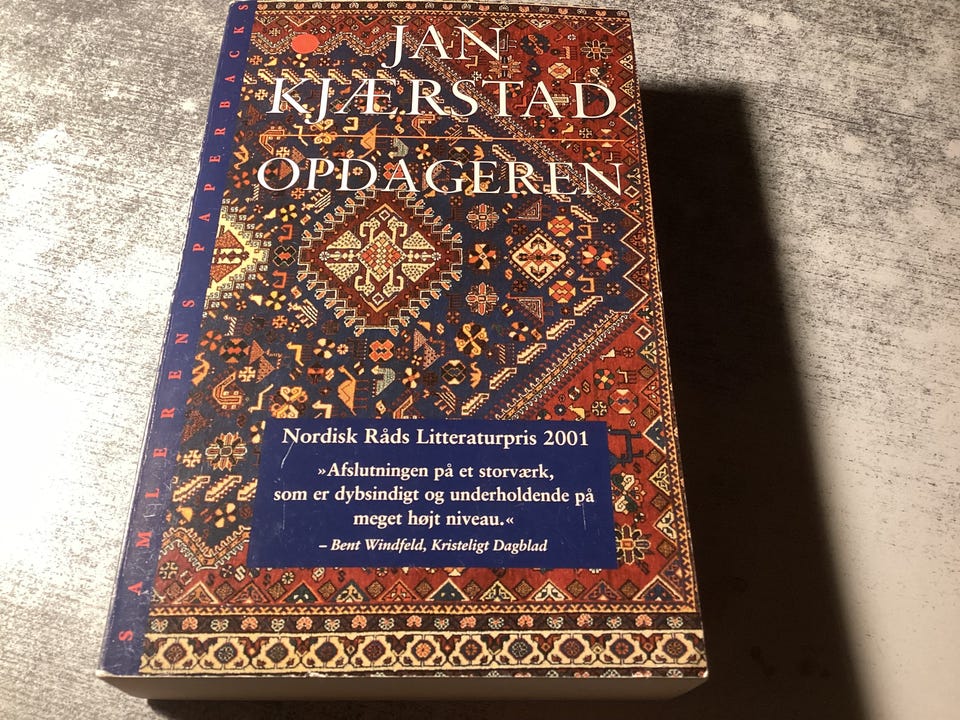 JAN
KJÆRSTAD
OPDAGEREN
Nordisk Råds Litteraturpris 2001
»Afslutningen på et storværk,
som er dybsindigt og underholdende på
meget højt niveau.«
– Bent Windfeld, Kristeligt Dagblad
SAMLERENS PAPERBACKS